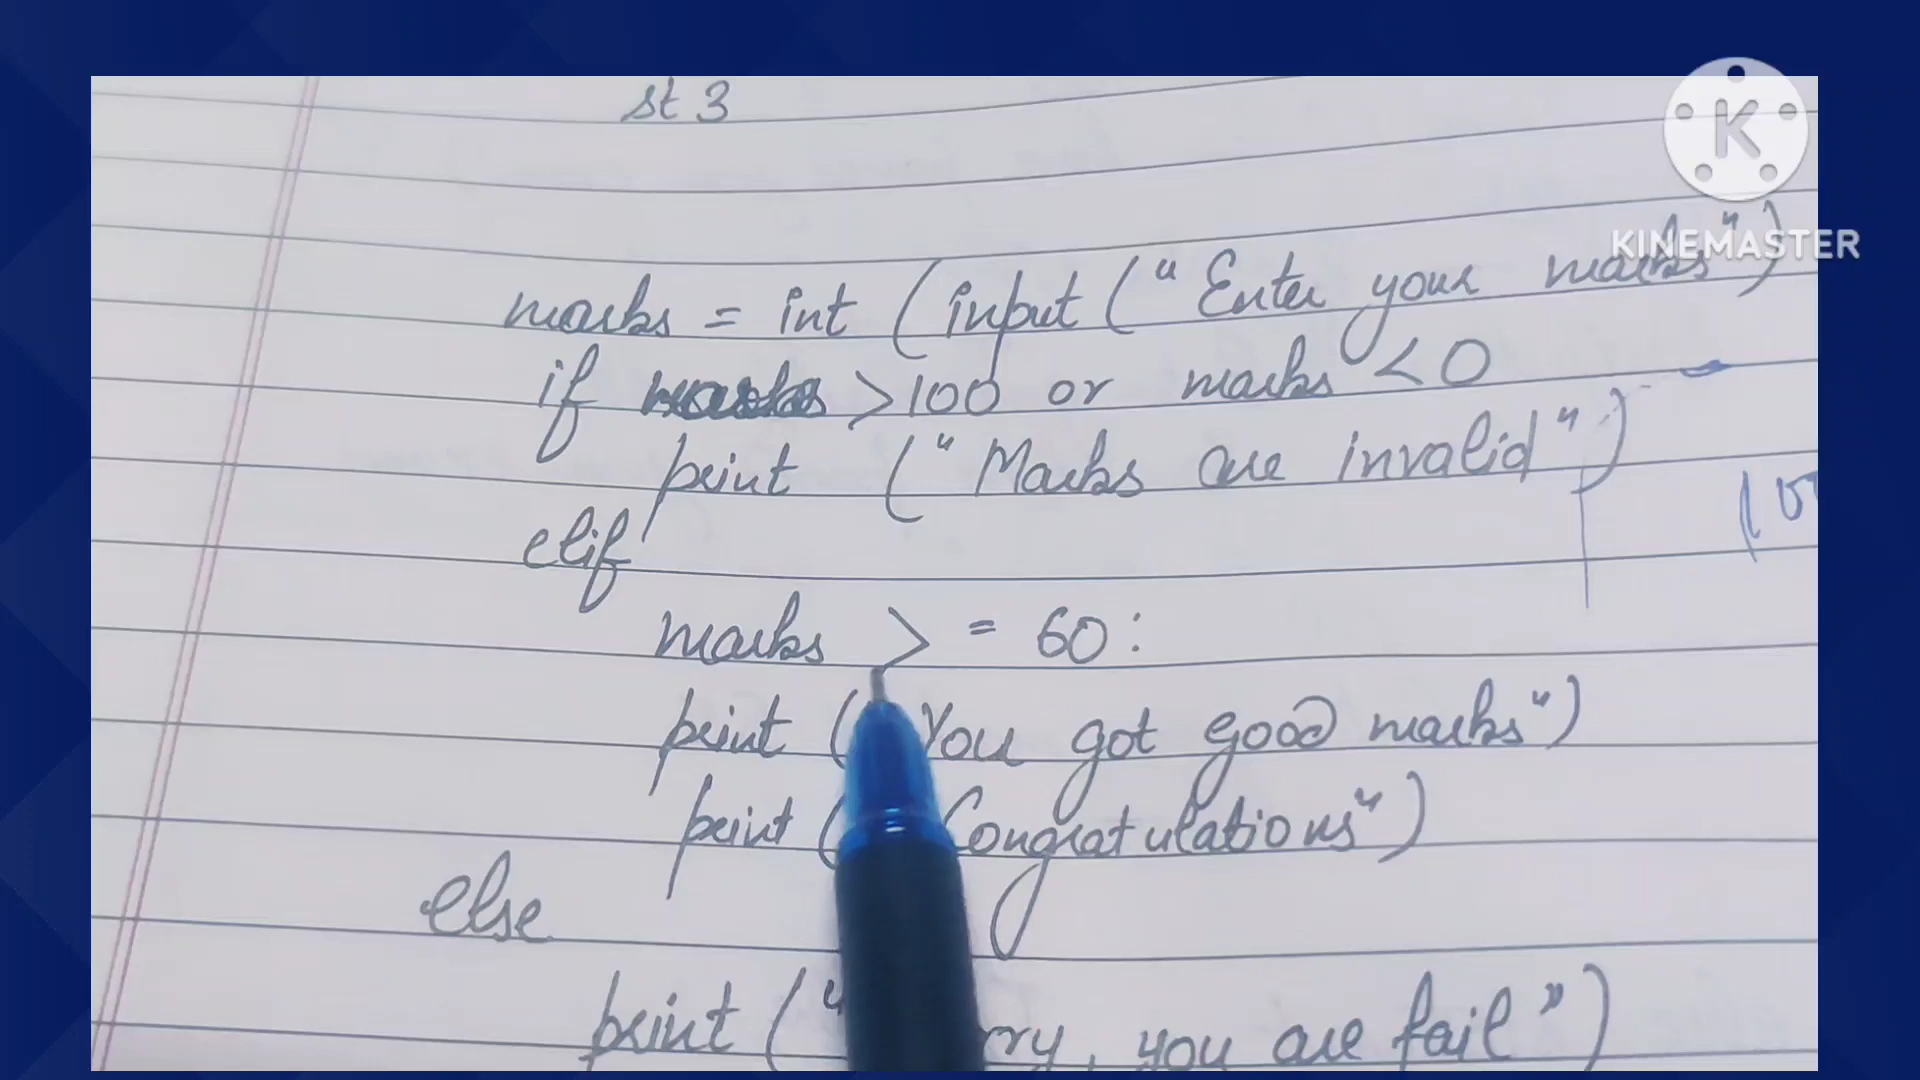 st 3
KINEMASTER
marks = int (input ("Enter your marks")
if marks >100 or marks <0
print ("Marks are invalid")
elif
marks > = 60:
print ( You got good marks")
print ( Congratulations")
else
print (" rry, you are fail")